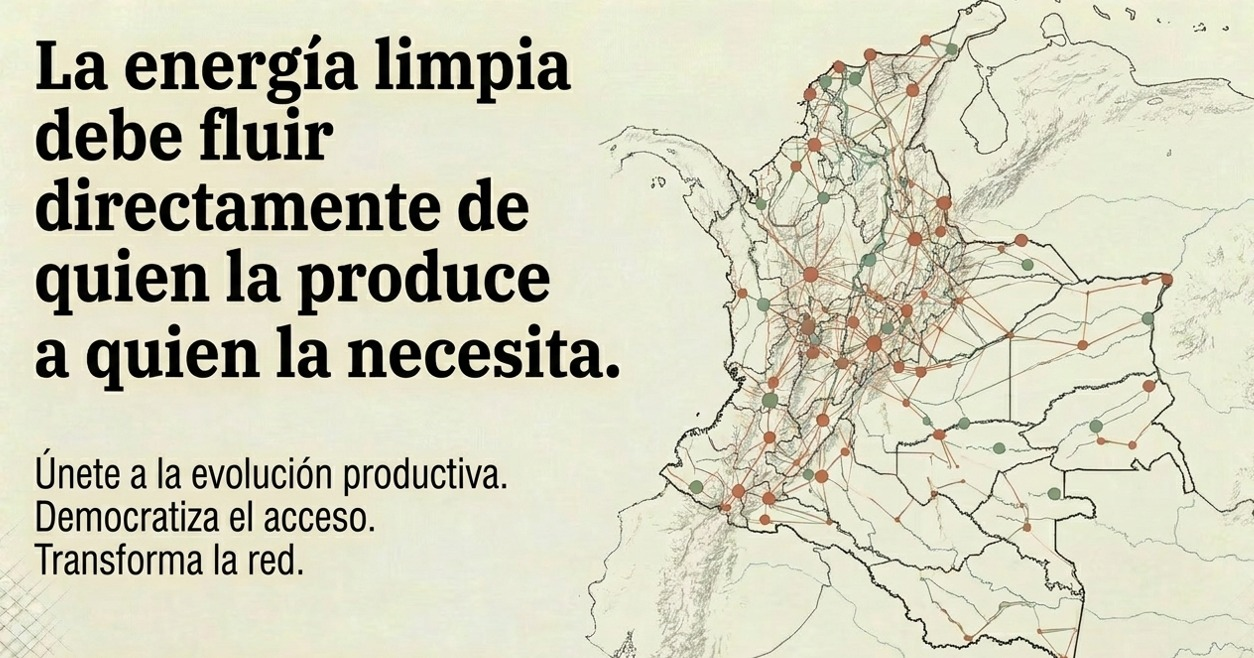 La energía limpia
debe fluir
directamente de
quien la produce
a quien la necesita.
Únete a la evolución productiva.
Democratiza el acceso.
Transforma la red.